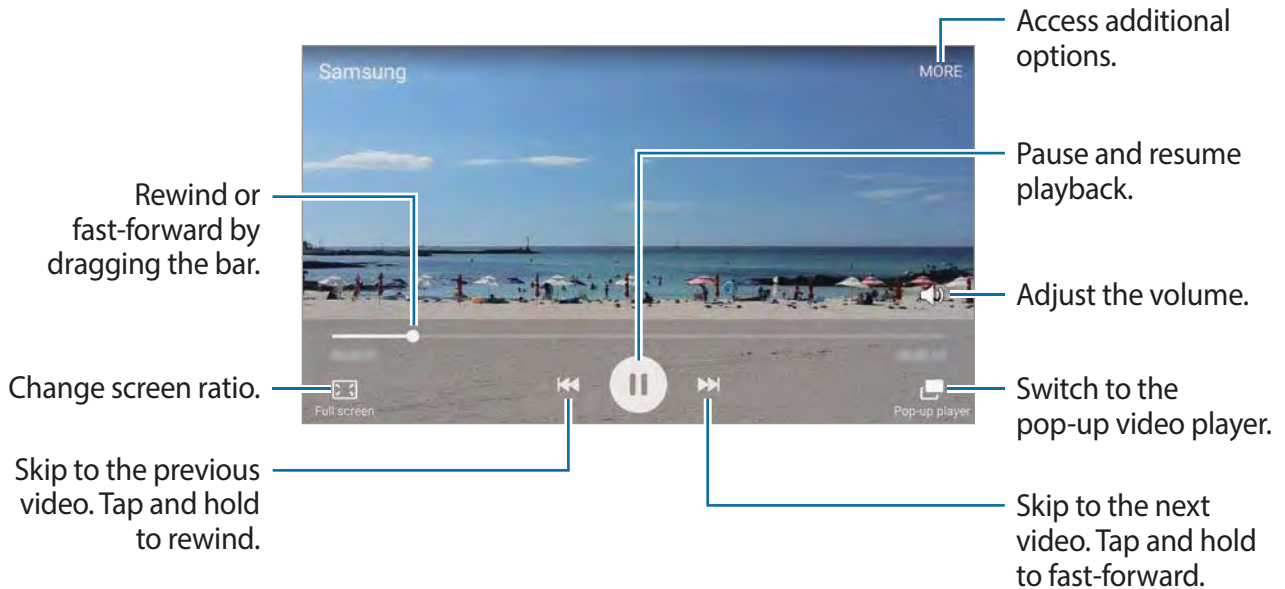 Access additional
options.
Samsung
MORE
Pause and resume
playback.
Rewind or
fast-forward by
dragging the bar.
Adjust the volume.
Change screen ratio.
Full screen
Pop-up player
Switch to the
pop-up video player.
Skip to the previous
video. Tap and hold
to rewind.
Skip to the next
video. Tap and hold
to fast-forward.